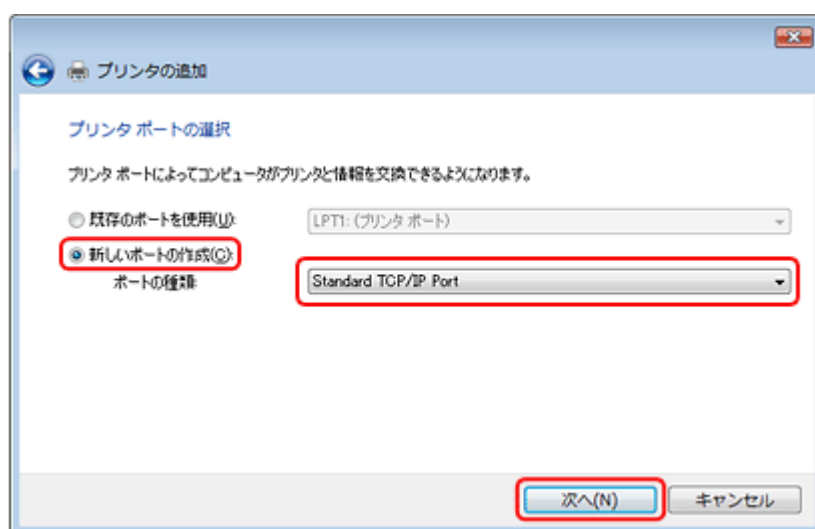 プリンタの追加
プリンタ ポートの選択
プリンタ ポートによってコンピュータがプリンタと情報を交換できるようになります。
既存のポートを使用(U): LPT1: (プリンタ ポート)
新しいポートの作成(C):
ポートの種類: Standard TCP/IP Port
次へ(N) キャンセル